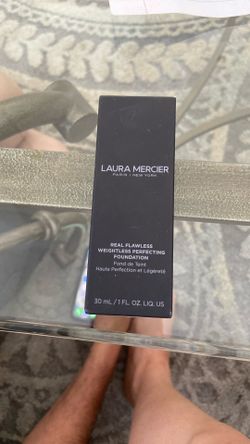 LAURA MERCIER
PARIS • NEW YORK
REAL FLAWLESS
WEIGHTLESS PERFECTING
FOUNDATION
Fond de Teint
Haute Perfection et Légèreté
30 mL / 1 FL. OZ. LIQ. US